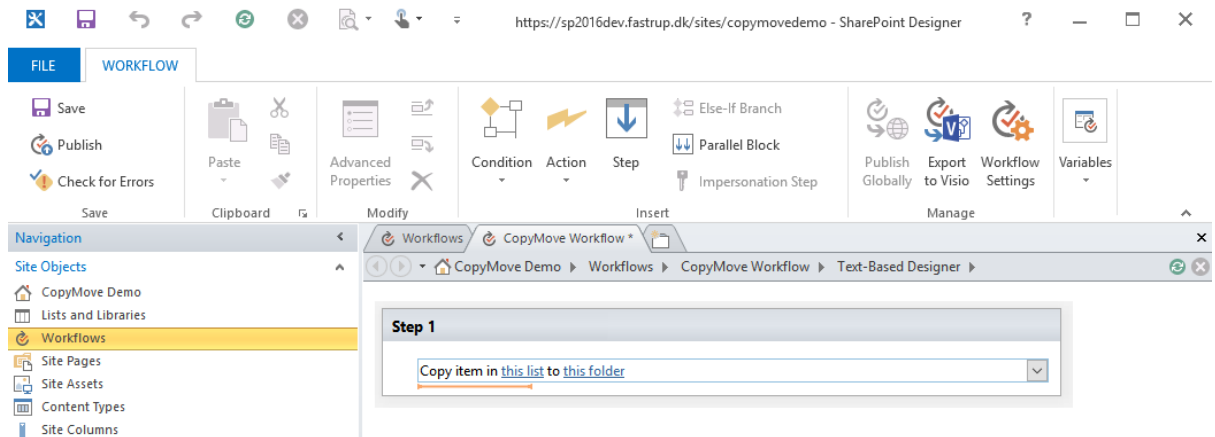 https://sp2016dev.fastrup.dk/sites/copymovedemo - SharePoint Designer
FILE WORKFLOW
Save
Publish
Check for Errors
Save
Paste
Clipboard
Advanced Properties
Modify
Condition
Action
Step
Else-If Branch
Parallel Block
Impersonation Step
Insert
Publish Globally
Export to Visio
Workflow Settings
Manage
Variables
Navigation
Site Objects
CopyMove Demo
Lists and Libraries
Workflows
Site Pages
Site Assets
Content Types
Site Columns
Workflows
CopyMove Workflow *
CopyMove Demo Workflows CopyMove Workflow Text-Based Designer
Step 1
Copy item in this list to this folder